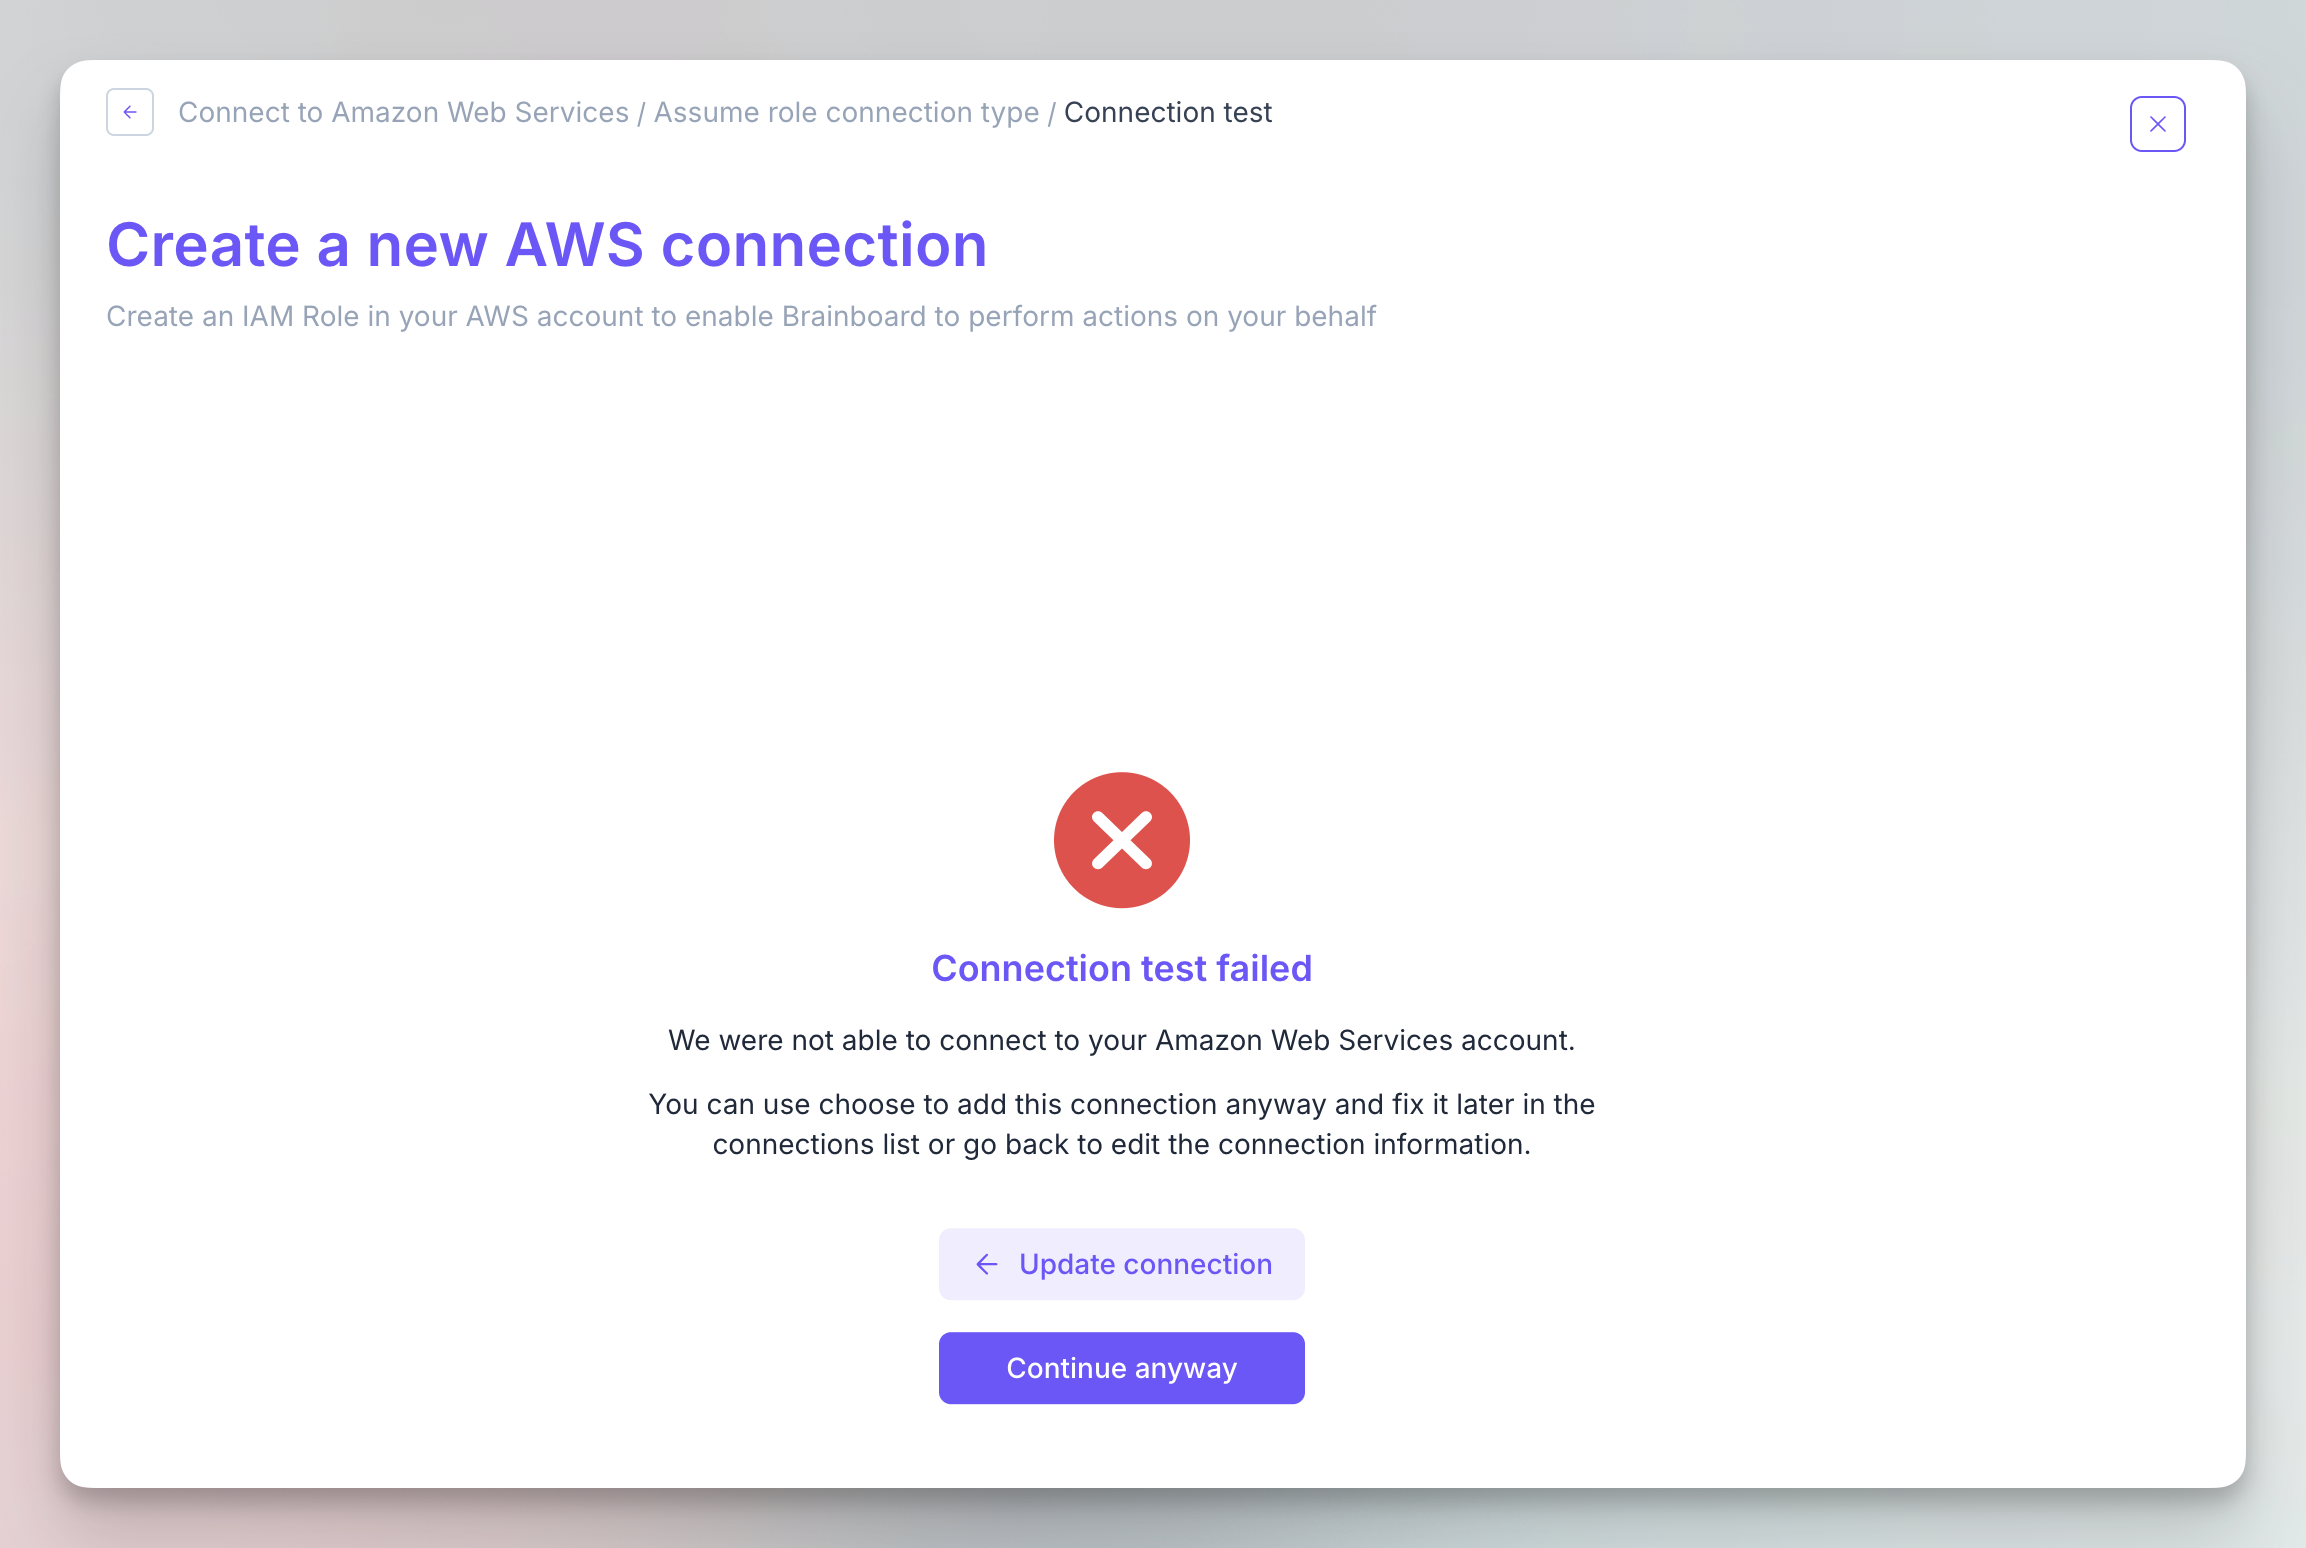 Connect to Amazon Web Services / Assume role connection type / Connection test
Create a new AWS connection
Create an IAM Role in your AWS account to enable Brainboard to perform actions on your behalf
Connection test failed
We were not able to connect to your Amazon Web Services account.
You can use choose to add this connection anyway and fix it later in the
connections list or go back to edit the connection information.
Update connection
Continue anyway